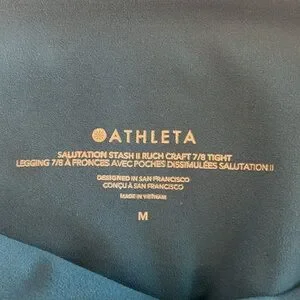 ATHLETA
SALUTATION STASH II RUCH CRAFT 7/8 TIGHT
LEGGING 7/8 À FRONCES AVEC POCHES DISSIMULÉES SALUTATION II
DESIGNED IN SAN FRANCISCO
CONÇU À SAN FRANCISCO
MADE IN VIETNAM
M